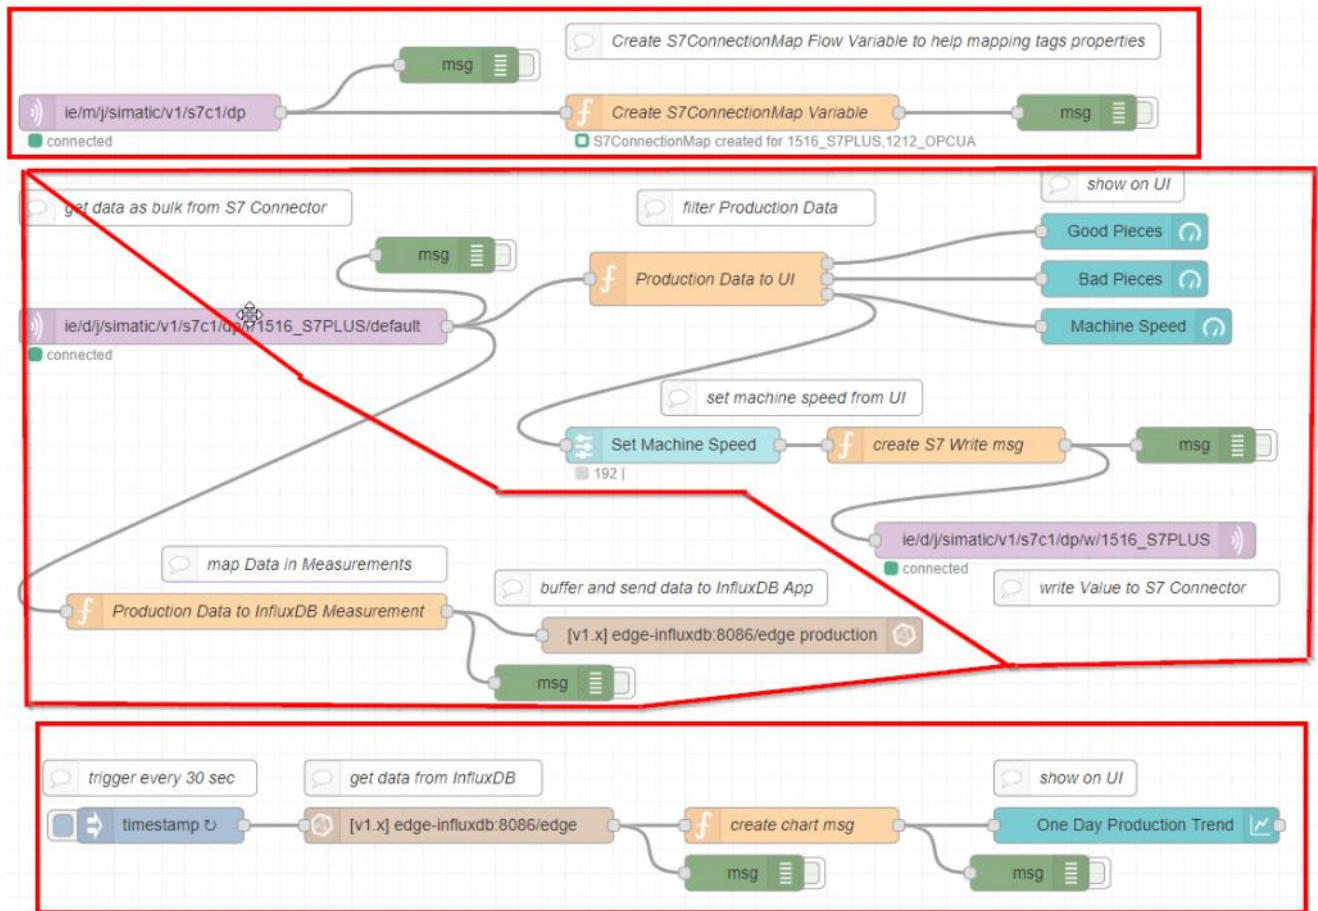 Create S7ConnectionMap Flow Variable to help mapping tags properties
msg
ie/m/j/simatic/v1/s7c1/dp
Create S7ConnectionMap Variable
msg
connected
S7ConnectionMap created for 1516_S7PLUS,1212_OPCUA
show on UI
get data as bulk from S7 Connector
filter Production Data
Good Pieces
msg
Production Data to UI
Bad Pieces
ie/d/j/simatic/v1/s7c1/dp/r/1516_S7PLUS/default
Machine Speed
connected
set machine speed from UI
Set Machine Speed
create S7 Write msg
msg
192 |
ie/d/j/simatic/v1/s7c1/dp/w/1516_S7PLUS
connected
map Data in Measurements
buffer and send data to InfluxDB App
write Value to S7 Connector
Production Data to InfluxDB Measurement
[v1.x] edge-influxdb:8086/edge production
msg
trigger every 30 sec
get data from InfluxDB
show on UI
timestamp ↻
[v1.x] edge-influxdb:8086/edge
create chart msg
One Day Production Trend
msg
msg